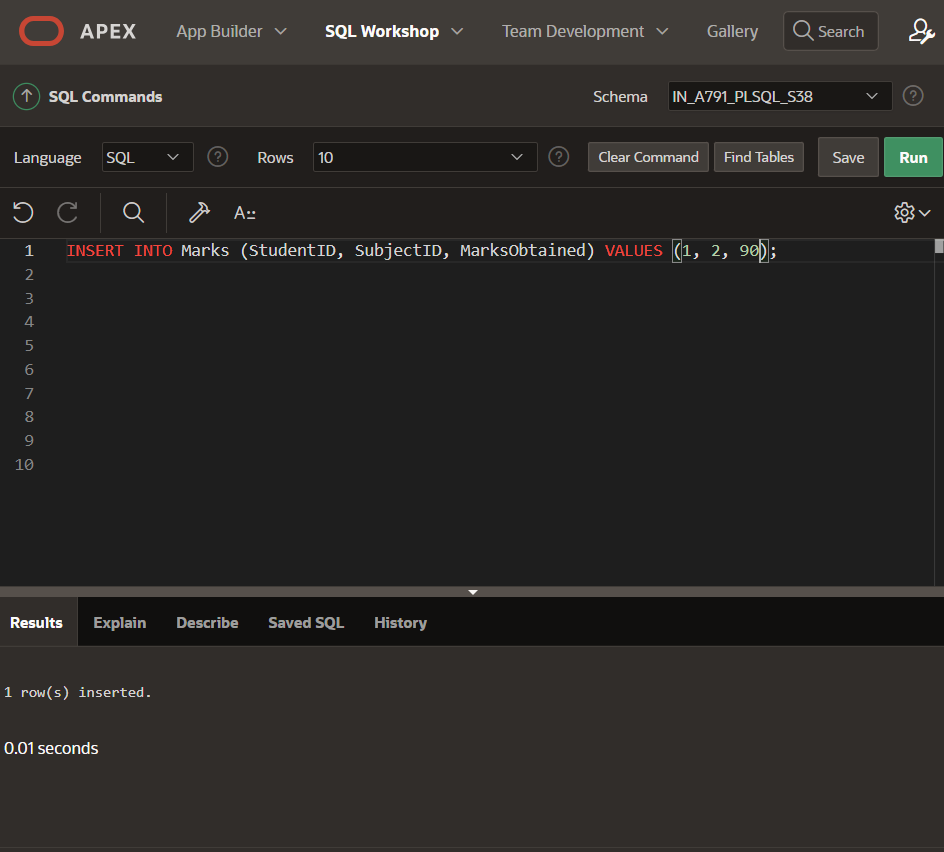 APEX App Builder SQL Workshop Team Development Gallery Search
SQL Commands Schema IN_A791_PLSQL_S38 ?
Language SQL ? Rows 10 ? Clear Command Find Tables Save Run
A::
1 INSERT INTO Marks (StudentID, SubjectID, MarksObtained) VALUES (1, 2, 90);
2
3
4
5
6
7
8
9
10
Results Explain Describe Saved SQL History
1 row(s) inserted.
0.01 seconds